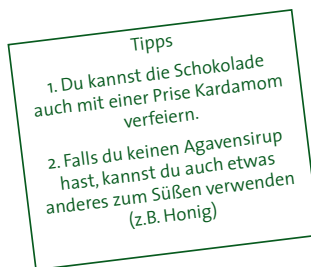 Tipps
1. Du kannst die Schokolade
auch mit einer Prise Kardamom
verfeiern.
2. Falls du keinen Agavensirup
hast, kannst du auch etwas
anderes zum Süßen verwenden
(z.B. Honig)